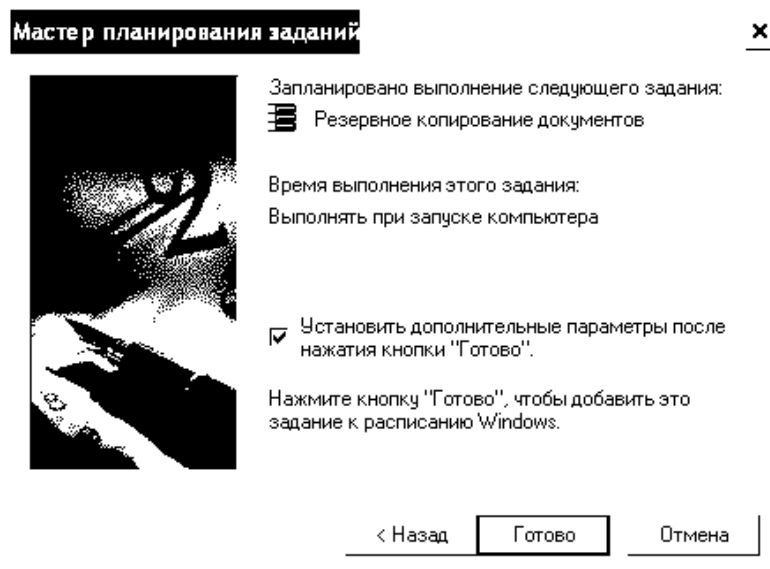 Мастер планирования заданий
Запланировано выполнение следующего задания:
Резервное копирование документов
Время выполнения этого задания:
Выполнять при запуске компьютера
Установить дополнительные параметры после
нажатия кнопки "Готово".
Нажмите кнопку "Готово", чтобы добавить это
задание к расписанию Windows.
< Назад
Готово
Отмена